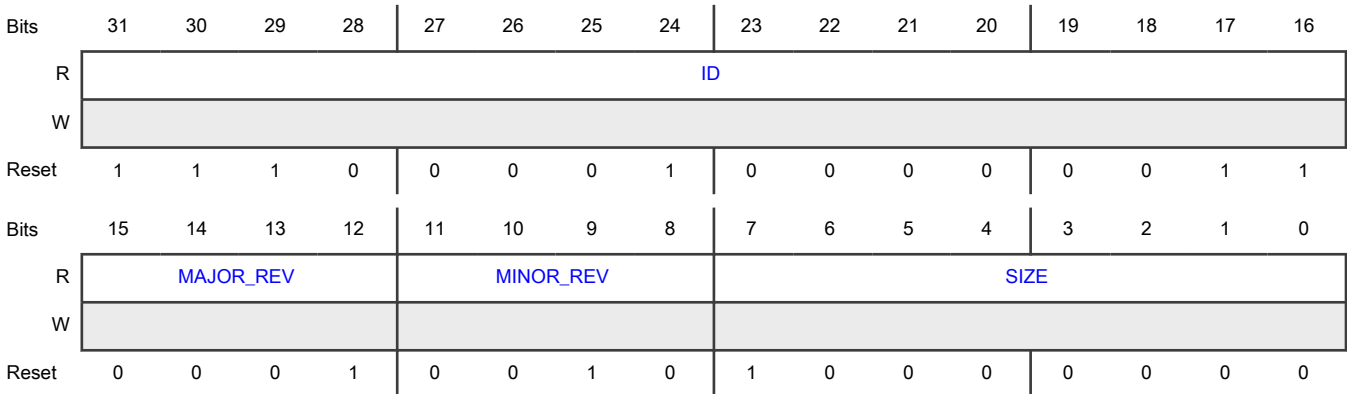 Bits 31 30 29 28 27 26 25 24 23 22 21 20 19 18 17 16
R ID
W
Reset 1 1 1 0 0 0 0 1 0 0 0 0 0 0 1 1
Bits 15 14 13 12 11 10 9 8 7 6 5 4 3 2 1 0
R MAJOR_REV MINOR_REV SIZE
W
Reset 0 0 0 1 0 0 1 0 1 0 0 0 0 0 0 0